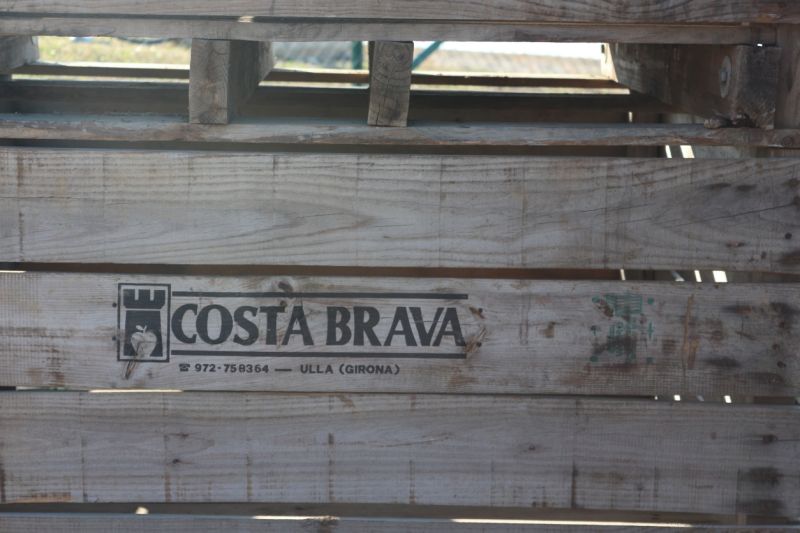 COSTA BRAVA
☎ 972-758364 — ULLA (GIRONA)